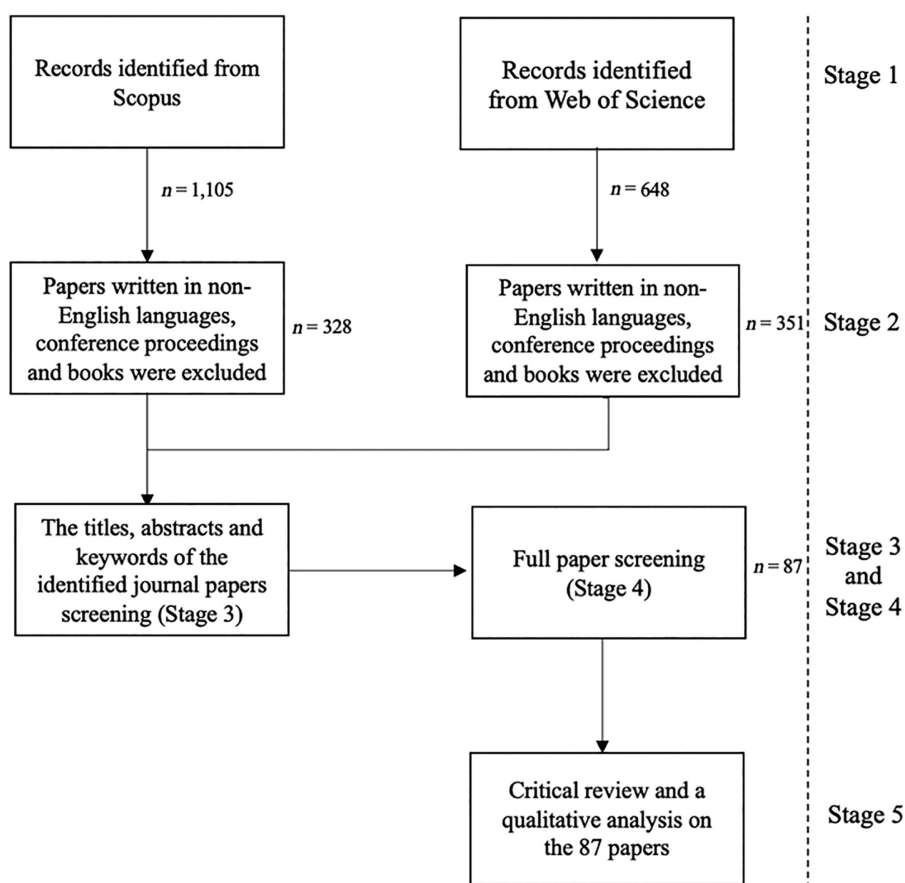 Records identified from
Scopus
Records identified
from Web of Science
Stage 1
n = 1,105
n = 648
Papers written in non-
English languages,
conference proceedings
and books were excluded
n = 328
Papers written in non-
English languages,
conference proceedings
and books were excluded
n = 351
Stage 2
The titles, abstracts and
keywords of the
identified journal papers
screening (Stage 3)
Full paper screening
(Stage 4)
n = 87
Stage 3
and
Stage 4
Critical review and a
qualitative analysis on
the 87 papers
Stage 5